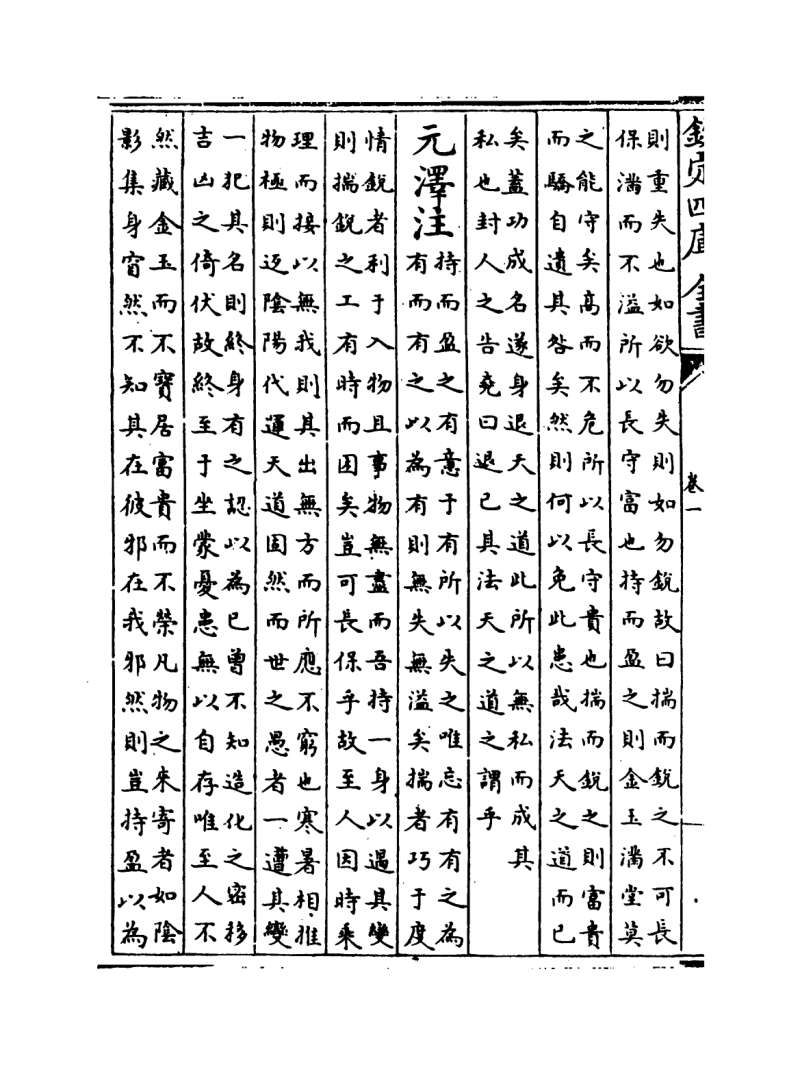 欽定四庫全書
卷一
則重失也如欲勿失則如勿銳故曰揣而銳之不可長
保滿而不溢所以長守富也持而盈之則金玉滿堂莫
之能守矣高而不危所以長守貴也揣而銳之則富貴
而驕自遺其咎矣然則何以免此患哉法天之道而已
矣蓋功成名遂身退天之道此所以無私而成其
私也封人之告堯曰退已其法天之道之謂乎
元澤注
持而盈之有意于有所以失之唯忘有有之為
有而有之以為有則無失無溢矣揣者巧于度
情銳者利于入物且事物無盡而吾持一身以遇其變
則揣銳之工有時而困矣豈可長保乎故至人因時乘
理而接以無我則其出無方而所應不窮也寒暑相推
物極則返陰陽代運天道固然而世之愚者一遭其變
一犯其名則終身有之認以為已曾不知造化之密移
吉凶之倚伏故終至于坐蒙憂患無以自存唯至人不
然藏金玉而不寶居富貴而不榮凡物之來寄者如陰
影集身窅然不知其在彼邪在我邪然則豈持盈以為